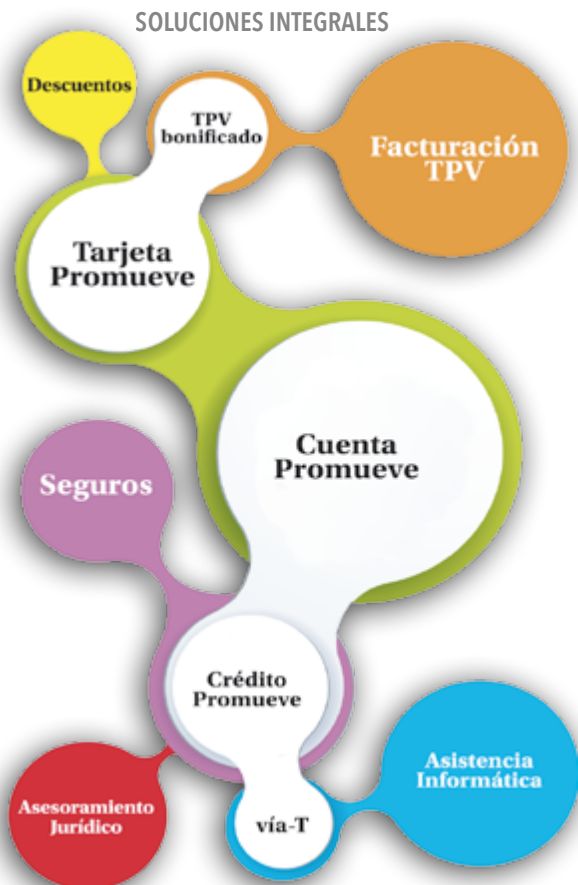 SOLUCIONES INTEGRALES
Descuentos
TPV
bonificado
Facturación
TPV
Tarjeta
Promueve
Cuenta
Promueve
Seguros
Crédito
Promueve
Asistencia
Informática
Asesoramiento
Jurídico
vía-T